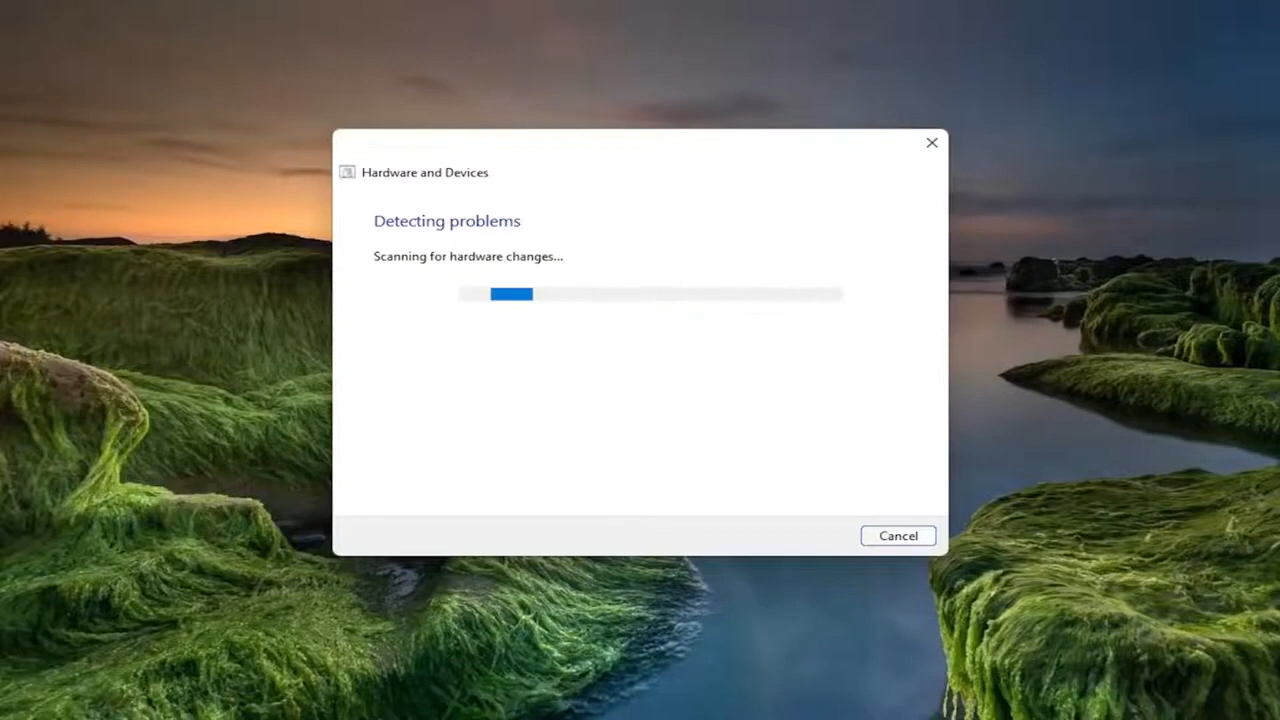 Hardware and Devices
Detecting problems
Scanning for hardware changes...
Cancel